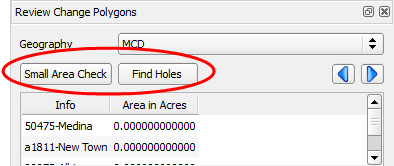 Review Change Polygons
Geography MCD
Small Area Check Find Holes
Info Area in Acres
50475-Medina 0.000000000000
a1811-New Town 0.000000000000